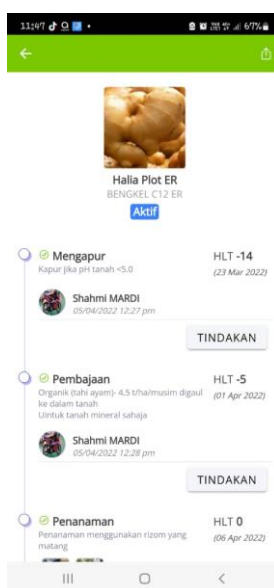 11:47
67%
Halia Plot ER
BENGKEL C12 ER
Aktif
Mengapur
HLT -14
Kapur jika pH tanah <5.0
(23 Mar 2022)
Shahmi MARDI
05/04/2022 12:27 pm
TINDAKAN
Pembajaan
HLT -5
Organik (tahi ayam)- 4.5 t/ha/musim digaul
(01 Apr 2022)
ke dalam tanah
Uintuk tanah mineral sahaja
Shahmi MARDI
05/04/2022 12:28 pm
TINDAKAN
Penanaman
HLT 0
Penanaman menggunakan rizom yang
(06 Apr 2022)
matang